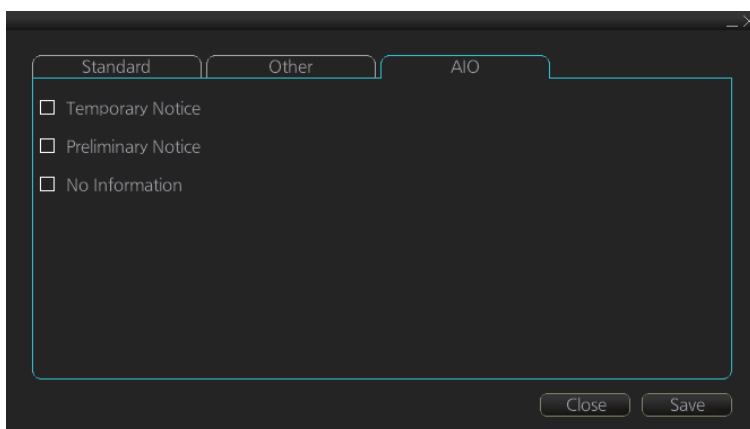 Standard Other AIO
Temporary Notice
Preliminary Notice
No Information
Close Save